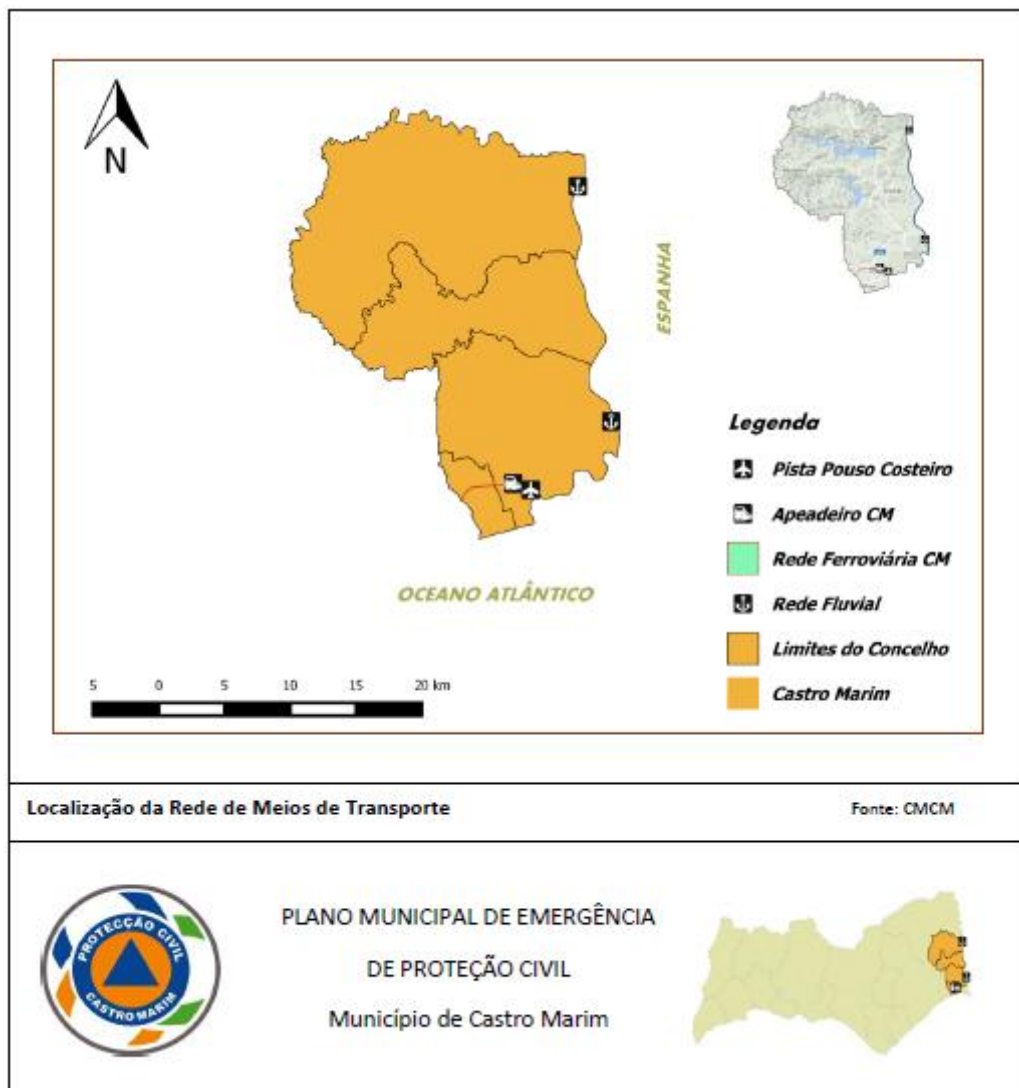 N
ESPANHA
OCEANO ATLÂNTICO
Legenda
Pista Pouso Costeiro
Apeadeiro CM
Rede Ferroviária CM
Rede Fluvial
Limites do Concelho
Castro Marim
5 0 5 10 15 20 km
Localização da Rede de Meios de Transporte
Fonte: CMCM
PROTECÇÃO CIVIL
CASTRO MARIM
PLANO MUNICIPAL DE EMERGÊNCIA
DE PROTEÇÃO CIVIL
Município de Castro Marim